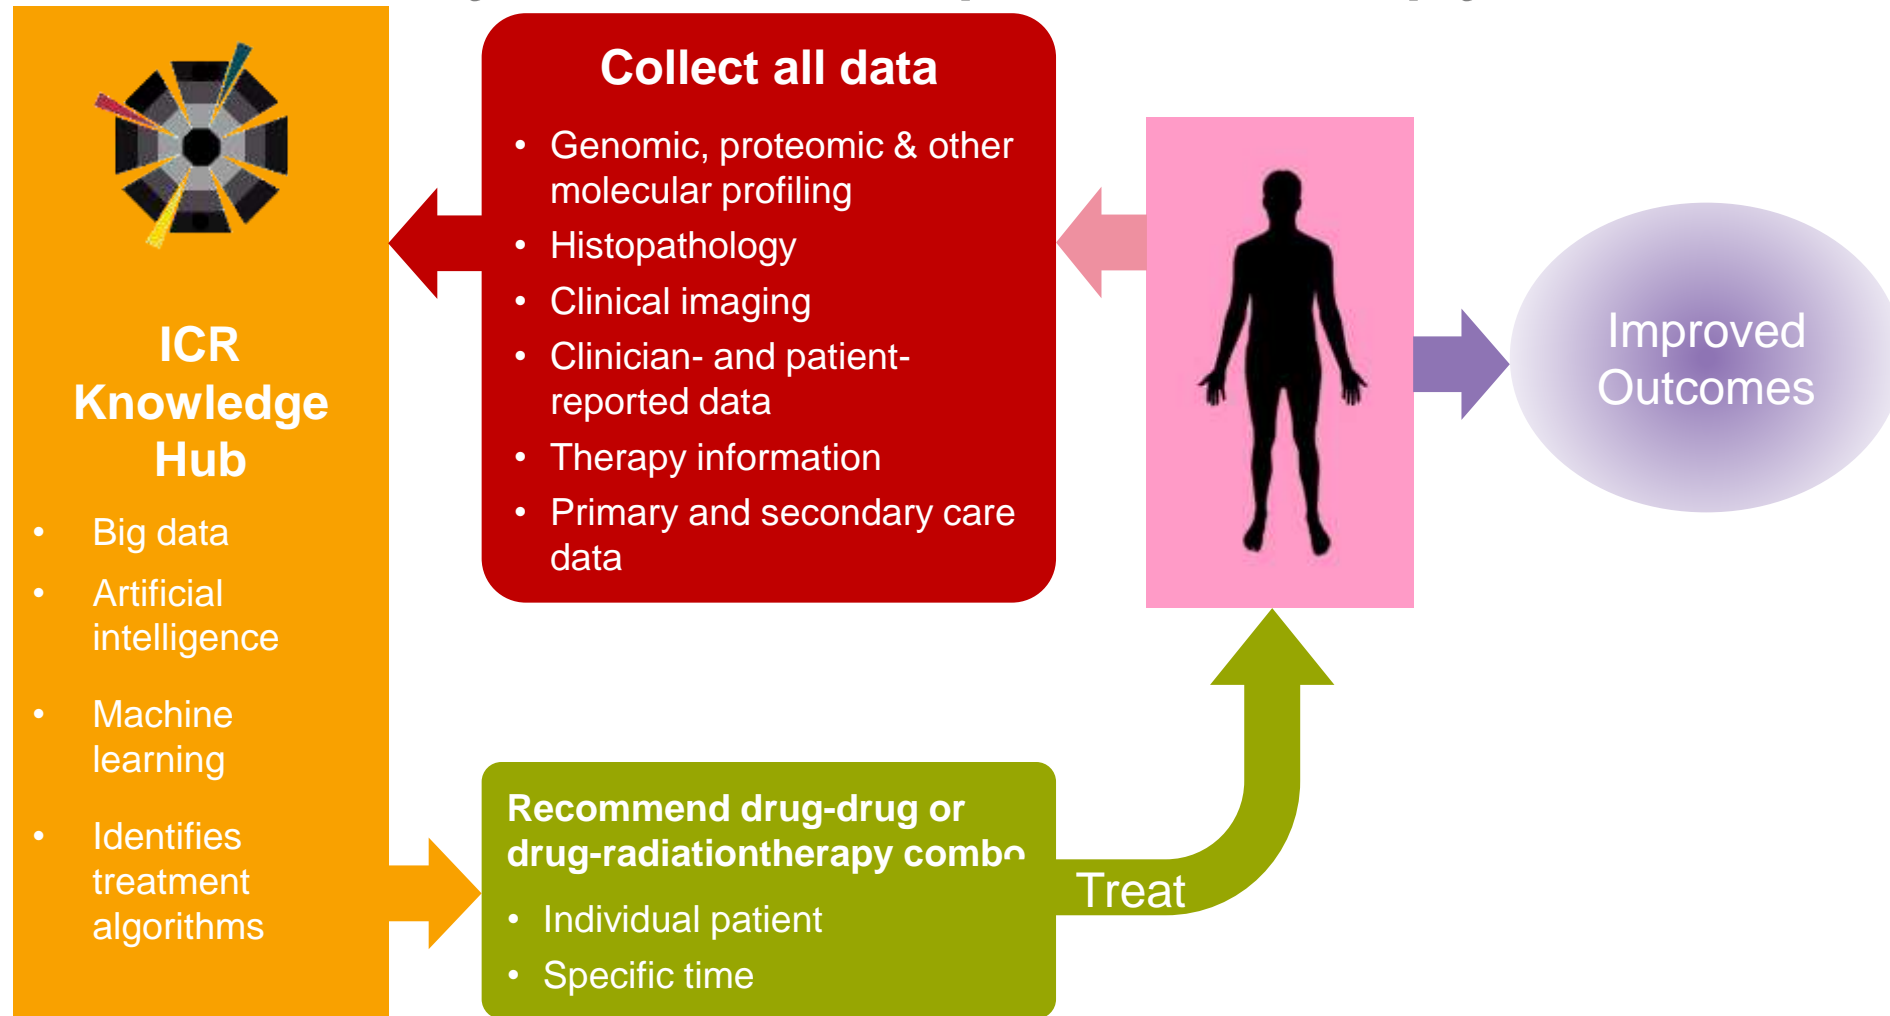 Collect all data
• Genomic, proteomic & other
molecular profiling
• Histopathology
• Clinical imaging
• Clinician- and patient-
reported data
• Therapy information
• Primary and secondary care
data
ICR
Knowledge
Hub
• Big data
• Artificial
intelligence
• Machine
learning
• Identifies
treatment
algorithms
Improved
Outcomes
Recommend drug-drug or
drug-radiationtherapy combo
• Individual patient
• Specific time
Treat